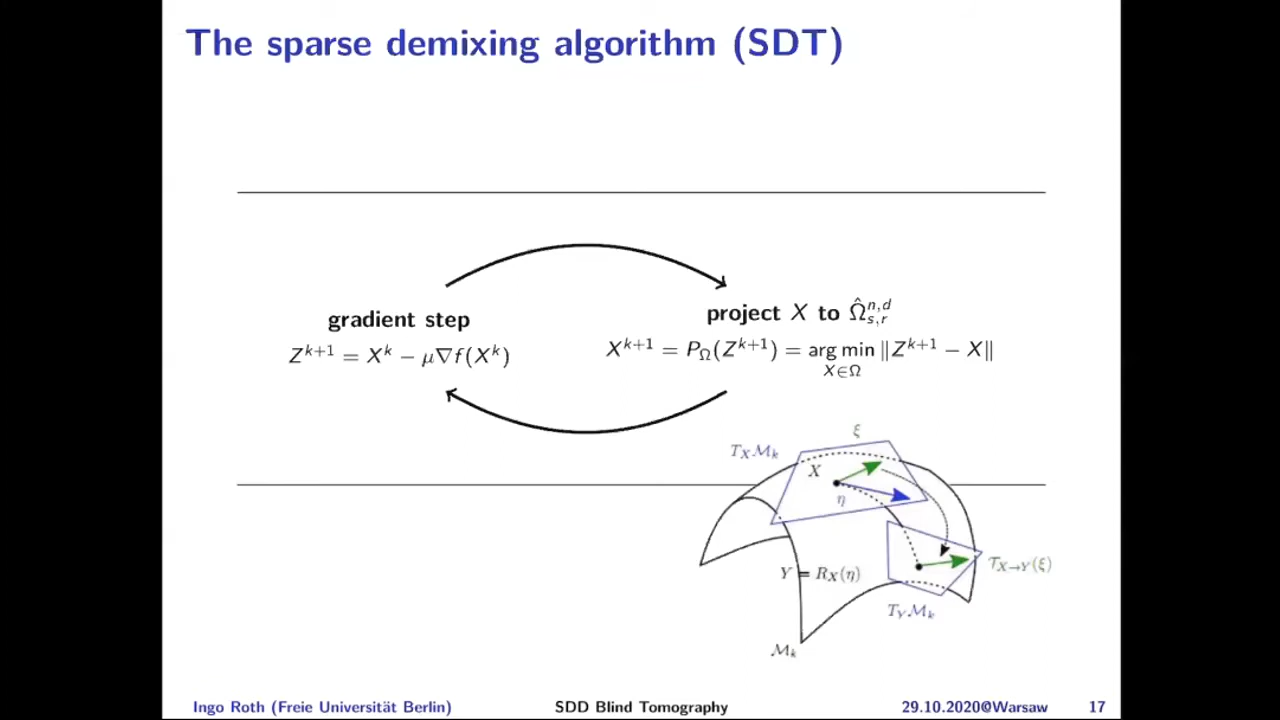 The sparse demixing algorithm (SDT)
gradient step
Z^{k+1} = X^k − μ∇f(X^k)
project X to \hat{Ω}^{n,d}_{s,r}
X^{k+1} = P_Ω(Z^{k+1}) = arg min_{X∈Ω} ‖Z^{k+1} − X‖
ξ
T_X M_k
X
η
Y = R_X(η)
T_{X→Y}(ξ)
T_Y M_k
M_k
Ingo Roth (Freie Universität Berlin) SDD Blind Tomography 29.10.2020@Warsaw 17